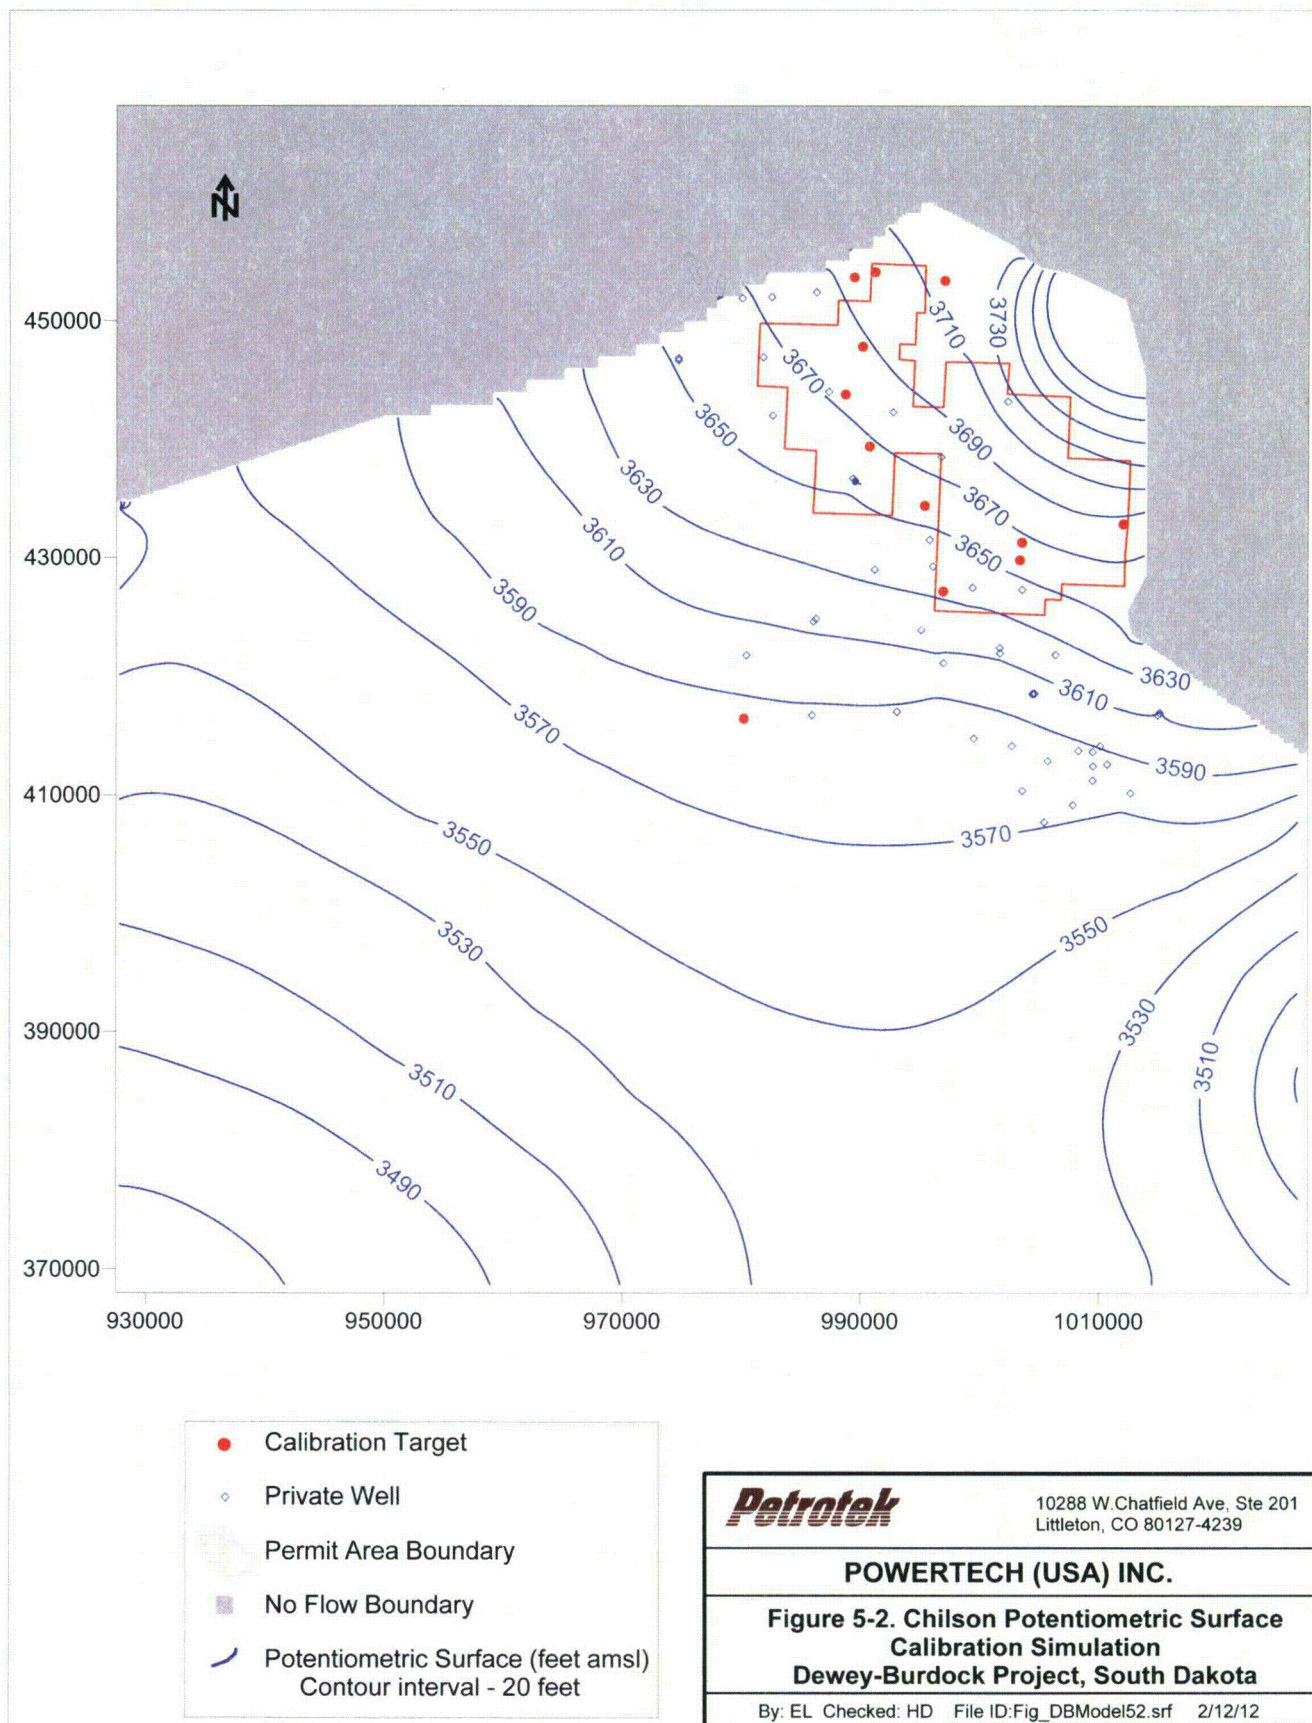 N
450000
430000
410000
390000
370000
930000
950000
970000
990000
1010000
3730
3710
3670
3650
3690
3630
3670
3610
3650
3590
3630
3610
3570
3590
3550
3570
3550
3530
3530
3510
3510
3490
Calibration Target
Private Well
Permit Area Boundary
No Flow Boundary
Potentiometric Surface (feet amsl)
Contour interval - 20 feet
Petrotek
10288 W.Chatfield Ave, Ste 201
Littleton, CO 80127-4239
POWERTECH (USA) INC.
Figure 5-2. Chilson Potentiometric Surface
Calibration Simulation
Dewey-Burdock Project, South Dakota
By: EL Checked: HD File ID:Fig_DBModel52.srf 2/12/12